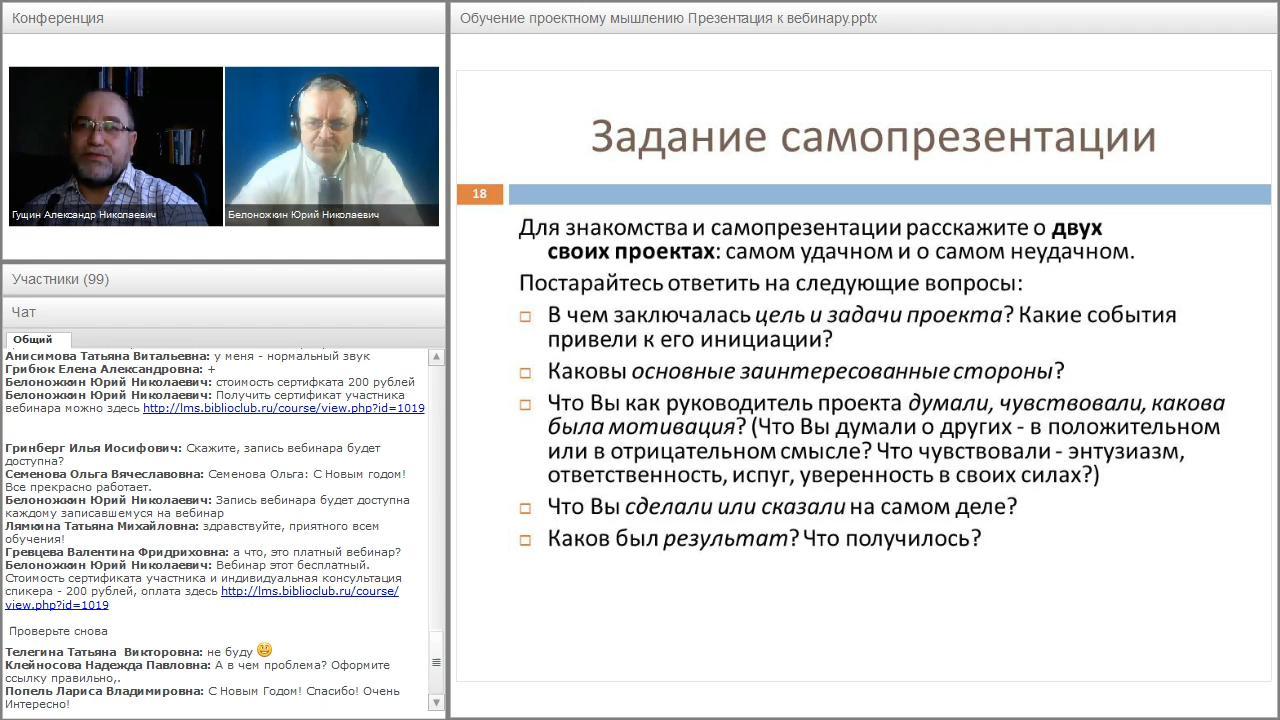 Конференция
Гущин Александр Николаевич
Белоножкин Юрий Николаевич
Участники (99)
Чат
Общий
Анисимова Татьяна Витальевна: у меня - нормальный звук
Грибюк Елена Александровна: +
Белоножкин Юрий Николаевич: стоимость сертифката 200 рублей
Белоножкин Юрий Николаевич: Получить сертификат участника
вебинара можно здесь http://lms.biblioclub.ru/course/view.php?id=1019
Гринберг Илья Иосифович: Скажите, запись вебинара будет
доступна?
Семенова Ольга Вячеславовна: Семенова Ольга: С Новым годом!
Все прекрасно работает.
Белоножкин Юрий Николаевич: Запись вебинара будет доступна
каждому записавшемуся на вебинар
Лямкина Татьяна Михайловна: здравствуйте, приятного всем
обучения!
Гревцева Валентина Фридриховна: а что, это платный вебинар?
Белоножкин Юрий Николаевич: Вебинар этот бесплатный.
Стоимость сертификата участника и индивидуальная консультация
спикера - 200 рублей, оплата здесь http://lms.biblioclub.ru/course/
view.php?id=1019
Проверьте снова
Телегина Татьяна Викторовна: не буду
Клейносова Надежда Павловна: А в чем проблема? Оформите
ссылку правильно,.
Попель Лариса Владимировна: С Новым Годом! Спасибо! Очень
Интересно!
Обучение проектному мышлению Презентация к вебинару.pptx
Задание самопрезентации
18
Для знакомства и самопрезентации расскажите о двух
своих проектах: самом удачном и о самом неудачном.
Постарайтесь ответить на следующие вопросы:
В чем заключалась цель и задачи проекта? Какие события
привели к его инициации?
Каковы основные заинтересованные стороны?
Что Вы как руководитель проекта думали, чувствовали, какова
была мотивация? (Что Вы думали о других - в положительном
или в отрицательном смысле? Что чувствовали - энтузиазм,
ответственность, испуг, уверенность в своих силах?)
Что Вы сделали или сказали на самом деле?
Каков был результат? Что получилось?